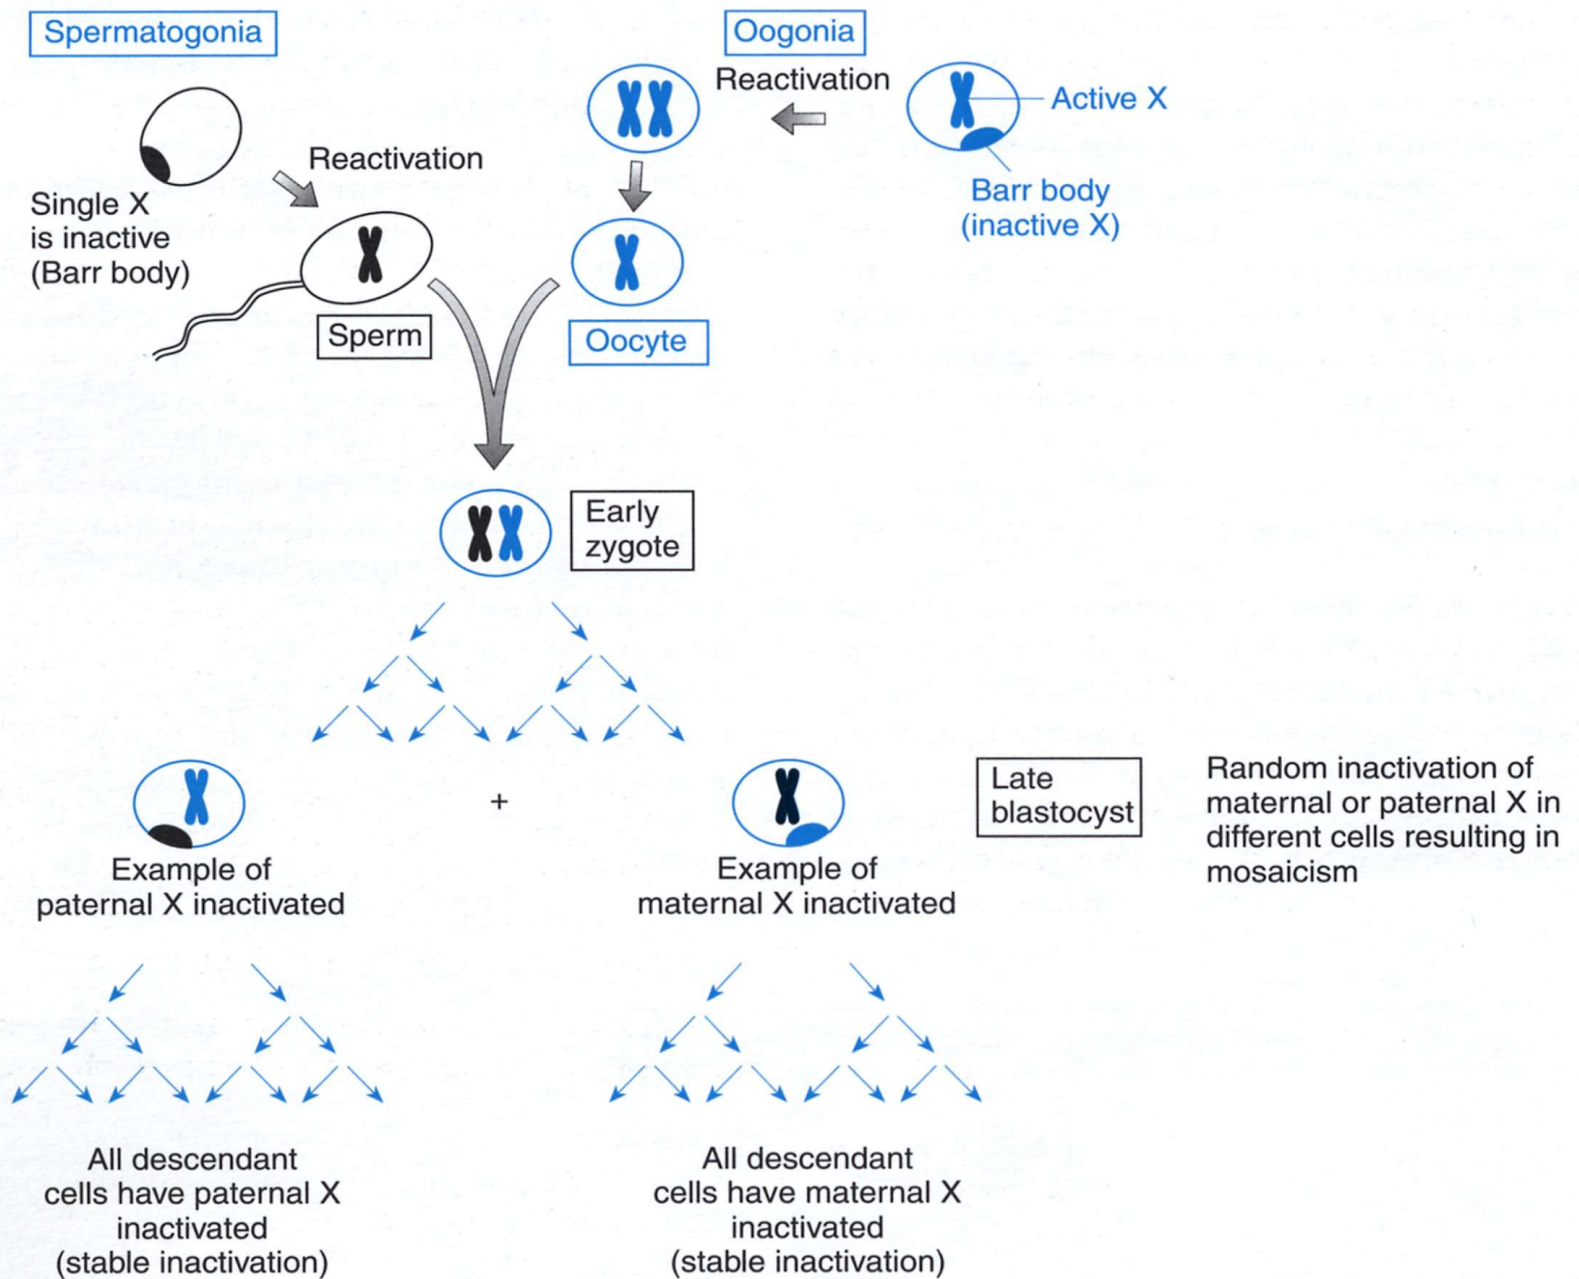 Spermatogonia
Oogonia
Reactivation
Active X
Barr body
(inactive X)
Reactivation
Single X
is inactive
(Barr body)
Sperm
Oocyte
Early
zygote
+
Late
blastocyst
Random inactivation of
maternal or paternal X in
different cells resulting in
mosaicism
Example of
paternal X inactivated
Example of
maternal X inactivated
All descendant
cells have paternal X
inactivated
(stable inactivation)
All descendant
cells have maternal X
inactivated
(stable inactivation)